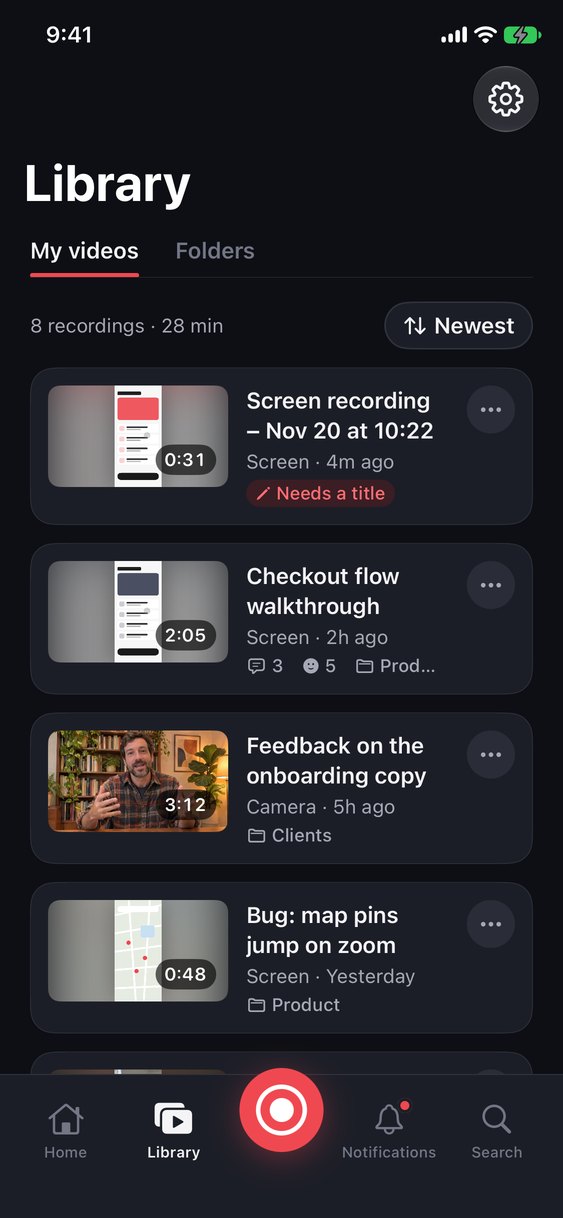 9:41
Library
My videos
Folders
8 recordings · 28 min
Newest
Screen recording
– Nov 20 at 10:22
Screen · 4m ago
Needs a title
0:31
Checkout flow
walkthrough
Screen · 2h ago
3 5 Prod...
2:05
Feedback on the
onboarding copy
Camera · 5h ago
Clients
3:12
Bug: map pins
jump on zoom
Screen · Yesterday
Product
0:48
Home
Library
Notifications
Search